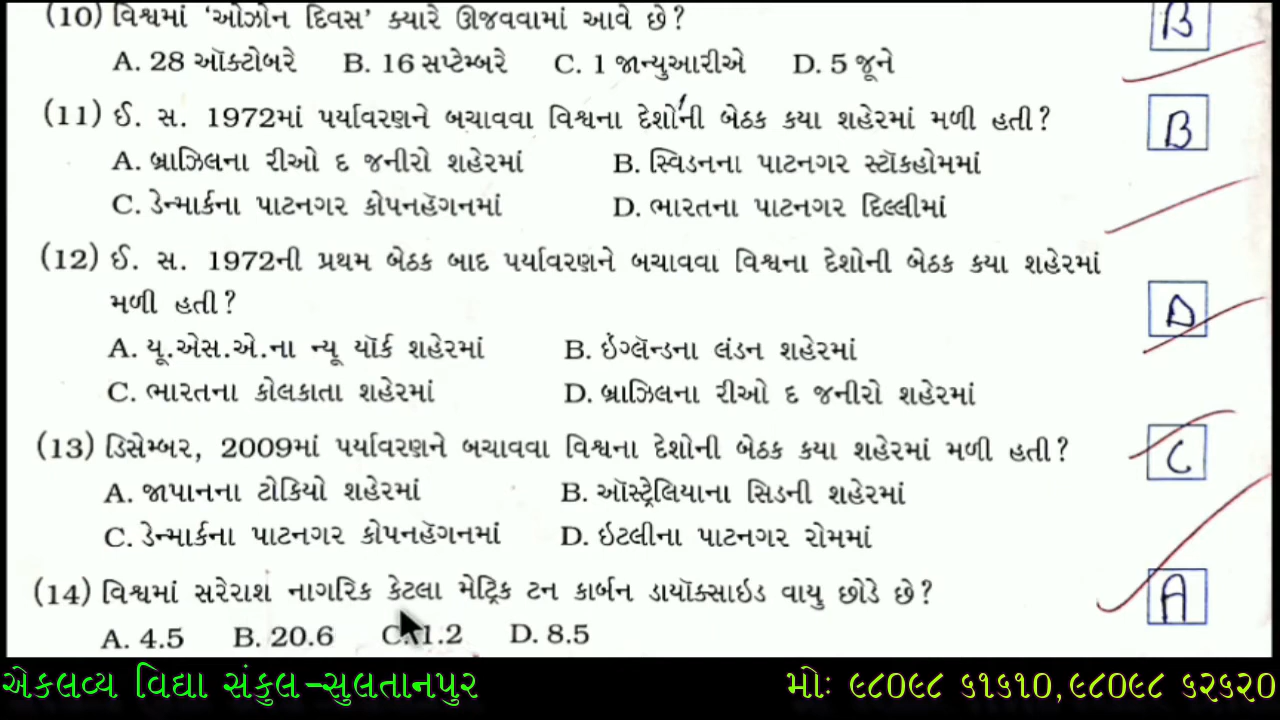 (10) વિશ્વમાં ‘ઓઝોન દિવસ’ ક્યારે ઊજવવામાં આવે છે? B
A. 28 ઑક્ટોબરે B. 16 સપ્ટેમ્બરે C. 1 જાન્યુઆરીએ D. 5 જૂને
(11) ઈ. સ. 1972માં પર્યાવરણને બચાવવા વિશ્વના દેશોની બેઠક કયા શહેરમાં મળી હતી? B
A. બ્રાઝિલના રીઓ દ જનીરો શહેરમાં B. સ્વિડનના પાટનગર સ્ટૉકહોમમાં
C. ડેન્માર્કના પાટનગર કોપનહૅગનમાં D. ભારતના પાટનગર દિલ્લીમાં
(12) ઈ. સ. 1972ની પ્રથમ બેઠક બાદ પર્યાવરણને બચાવવા વિશ્વના દેશોની બેઠક કયા શહેરમાં
મળી હતી? D
A. યૂ.એસ.એ.ના ન્યૂ યૉર્ક શહેરમાં B. ઇંગ્લૅન્ડના લંડન શહેરમાં
C. ભારતના કોલકાતા શહેરમાં D. બ્રાઝિલના રીઓ દ જનીરો શહેરમાં
(13) ડિસેમ્બર, 2009માં પર્યાવરણને બચાવવા વિશ્વના દેશોની બેઠક કયા શહેરમાં મળી હતી? C
A. જાપાનના ટોકિયો શહેરમાં B. ઑસ્ટ્રેલિયાના સિડની શહેરમાં
C. ડેન્માર્કના પાટનગર કોપનહૅગનમાં D. ઇટલીના પાટનગર રોમમાં
(14) વિશ્વમાં સરેરાશ નાગરિક કેટલા મેટ્રિક ટન કાર્બન ડાયૉક્સાઇડ વાયુ છોડે છે? A
A. 4.5 B. 20.6 C. 1.2 D. 8.5
એકલવ્ય વિદ્યા સંકુલ-સુલતાનપુર મોઃ ૯૮૦૯૮ ૬૧૬૧૦,૯૮૦૯૮ ૬૨૬૨૦